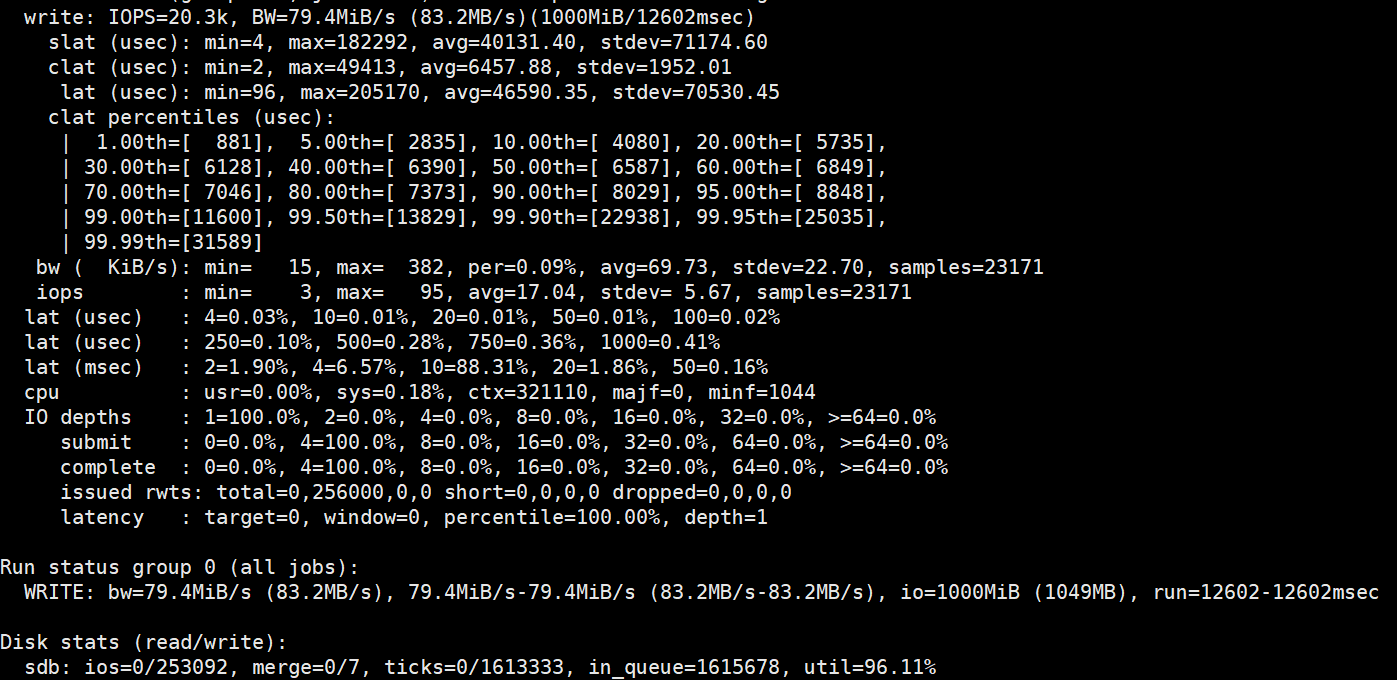 write: IOPS=20.3k, BW=79.4MiB/s (83.2MB/s)(1000MiB/12602msec)
slat (usec): min=4, max=182292, avg=40131.40, stdev=71174.60
clat (usec): min=2, max=49413, avg=6457.88, stdev=1952.01
lat (usec): min=96, max=205170, avg=46590.35, stdev=70530.45
clat percentiles (usec):
|  1.00th=[  881],  5.00th=[ 2835], 10.00th=[ 4080], 20.00th=[ 5735],
| 30.00th=[ 6128], 40.00th=[ 6390], 50.00th=[ 6587], 60.00th=[ 6849],
| 70.00th=[ 7046], 80.00th=[ 7373], 90.00th=[ 8029], 95.00th=[ 8848],
| 99.00th=[11600], 99.50th=[13829], 99.90th=[22938], 99.95th=[25035],
| 99.99th=[31589]
bw (  KiB/s): min=   15, max=  382, per=0.09%, avg=69.73, stdev=22.70, samples=23171
iops        : min=    3, max=   95, avg=17.04, stdev= 5.67, samples=23171
lat (usec)   : 4=0.03%, 10=0.01%, 20=0.01%, 50=0.01%, 100=0.02%
lat (usec)   : 250=0.10%, 500=0.28%, 750=0.36%, 1000=0.41%
lat (msec)   : 2=1.90%, 4=6.57%, 10=88.31%, 20=1.86%, 50=0.16%
cpu          : usr=0.00%, sys=0.18%, ctx=321110, majf=0, minf=1044
IO depths    : 1=100.0%, 2=0.0%, 4=0.0%, 8=0.0%, 16=0.0%, 32=0.0%, >=64=0.0%
submit    : 0=0.0%, 4=100.0%, 8=0.0%, 16=0.0%, 32=0.0%, 64=0.0%, >=64=0.0%
complete  : 0=0.0%, 4=100.0%, 8=0.0%, 16=0.0%, 32=0.0%, 64=0.0%, >=64=0.0%
issued rwts: total=0,256000,0,0 short=0,0,0,0 dropped=0,0,0,0
latency   : target=0, window=0, percentile=100.00%, depth=1
Run status group 0 (all jobs):
WRITE: bw=79.4MiB/s (83.2MB/s), 79.4MiB/s-79.4MiB/s (83.2MB/s-83.2MB/s), io=1000MiB (1049MB), run=12602-12602msec
Disk stats (read/write):
sdb: ios=0/253092, merge=0/7, ticks=0/1613333, in_queue=1615678, util=96.11%